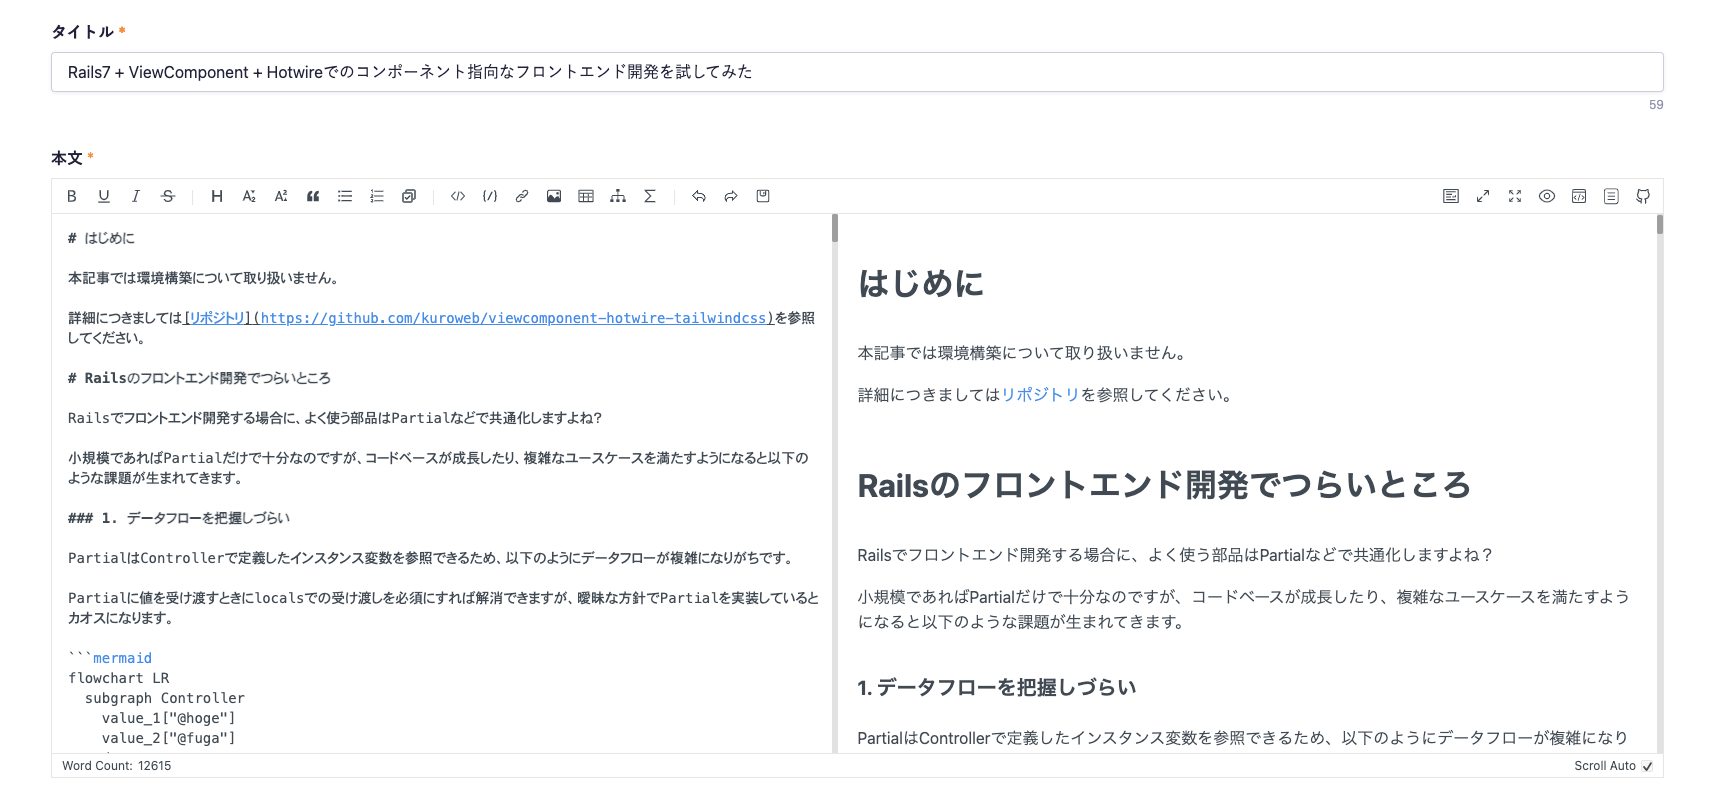 タイトル *
Rails7 + ViewComponent + Hotwireでのコンポーネント指向なフロントエンド開発を試してみた
59
本文 *
# はじめに
本記事では環境構築について取り扱いません。
詳細につきましては[リポジトリ](https://github.com/kuroweb/viewcomponent-hotwire-tailwindcss)を参照
してください。
# Railsのフロントエンド開発でつらいところ
Railsでフロントエンド開発する場合に、よく使う部品はPartialなどで共通化しますよね？
小規模であればPartialだけで十分なのですが、コードベースが成長したり、複雑なユースケースを満たすようになると以下の
ような課題が生まれてきます。
### 1. データフローを把握しづらい
PartialはControllerで定義したインスタンス変数を参照できるため、以下のようにデータフローが複雑になりがちです。
Partialに値を受け渡すときにlocalsでの受け渡しを必須にすれば解消できますが、曖昧な方針でPartialを実装していると
カオスになります。
```mermaid
flowchart LR
subgraph Controller
value_1["@hoge"]
value_2["@fuga"]
はじめに
本記事では環境構築について取り扱いません。
詳細につきましてはリポジトリを参照してください。
Railsのフロントエンド開発でつらいところ
Railsでフロントエンド開発する場合に、よく使う部品はPartialなどで共通化しますよね？
小規模であればPartialだけで十分なのですが、コードベースが成長したり、複雑なユースケースを満たすよう
になると以下のような課題が生まれてきます。
1. データフローを把握しづらい
PartialはControllerで定義したインスタンス変数を参照できるため、以下のようにデータフローが複雑になり
Word Count: 12615
Scroll Auto